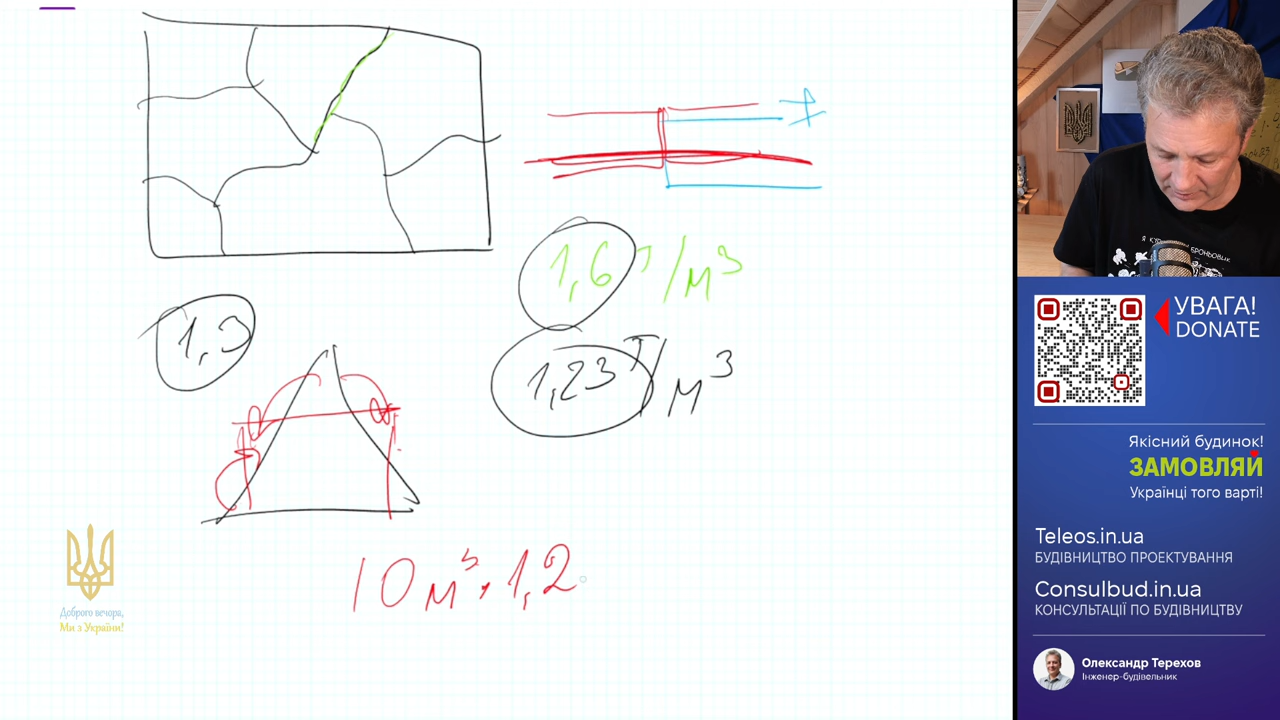 1,6 т/м³
1,3
1,23 т/м³
10 м³ · 1,2
Доброго вечора,
Ми з України!
УВАГА!
DONATE
Якісний будинок!
ЗАМОВЛЯЙ
Українці того варті!
Teleos.in.ua
БУДІВНИЦТВО ПРОЕКТУВАННЯ
Consulbud.in.ua
КОНСУЛЬТАЦІЇ ПО БУДІВНИЦТВУ
Олександр Терехов
Інженер-будівельник